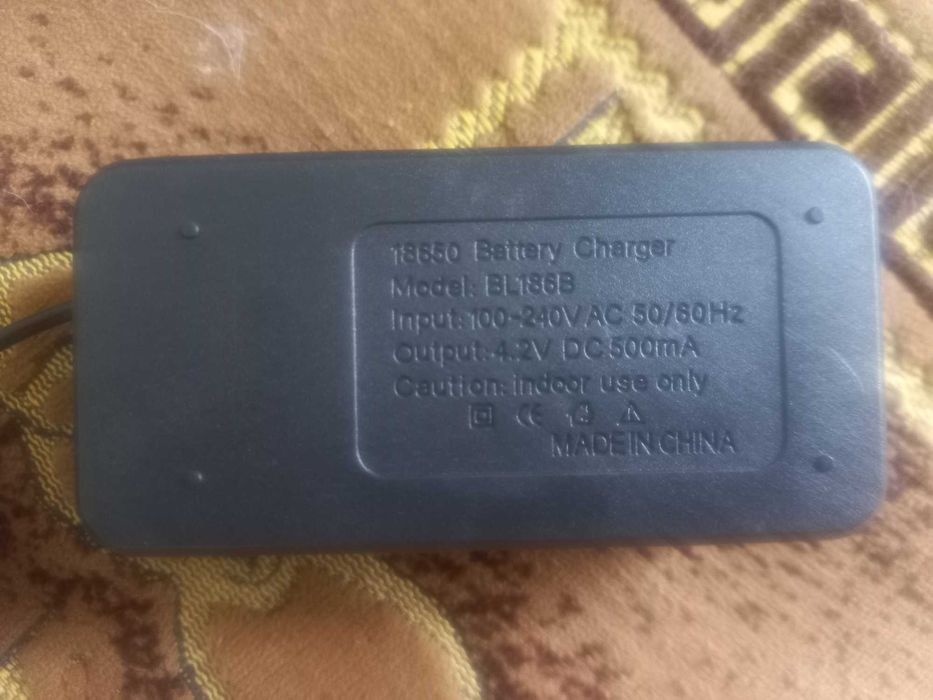 18650 Battery Charger
Model: BL186B
Input: 100-240V AC 50/60Hz
Output: 4.2V DC 500mA
Caution: indoor use only
CE
MADE IN CHINA